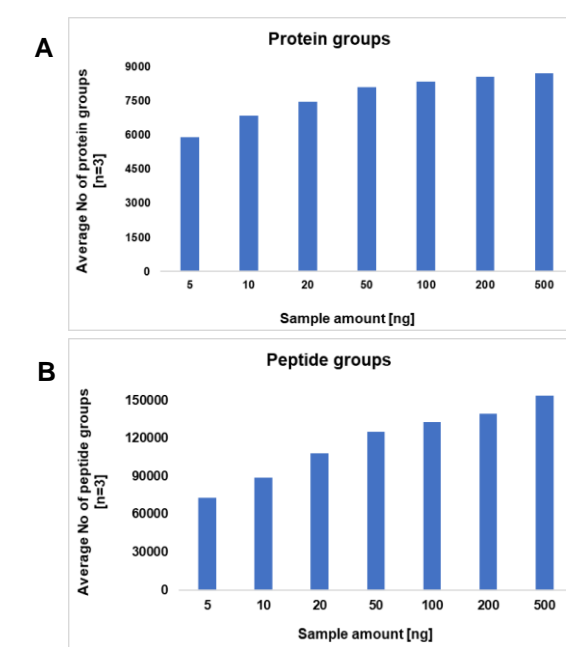 A
Protein groups
Average No of protein groups
[n=3]
9000
7500
6000
4500
3000
1500
0
5 10 20 50 100 200 500
Sample amount [ng]
B
Peptide groups
Average No of peptide groups
[n=3]
150000
120000
90000
60000
30000
0
5 10 20 50 100 200 500
Sample amount [ng]